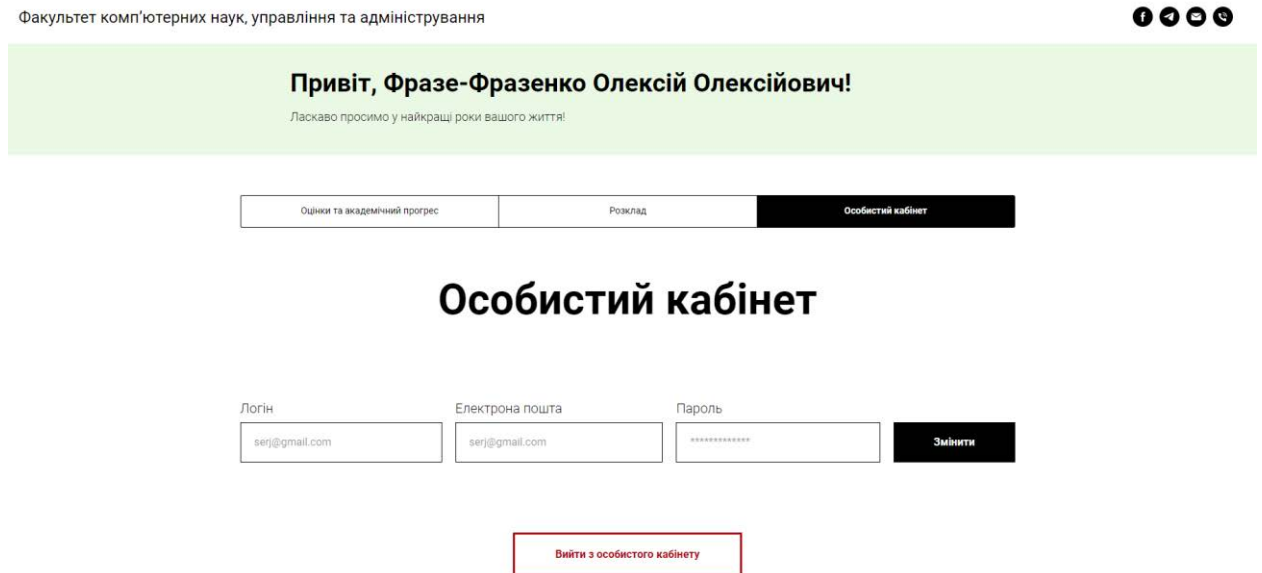 Факультет комп’ютерних наук, управління та адміністрування
Привіт, Фразе-Фразенко Олексій Олексійович!
Ласкаво просимо у найкращі роки вашого життя!
Оцінки та академічний прогрес
Розклад
Особистий кабінет
Особистий кабінет
Логін
Електрона пошта
Пароль
serj@gmail.com
serj@gmail.com
*************
Змінити
Вийти з особистого кабінету